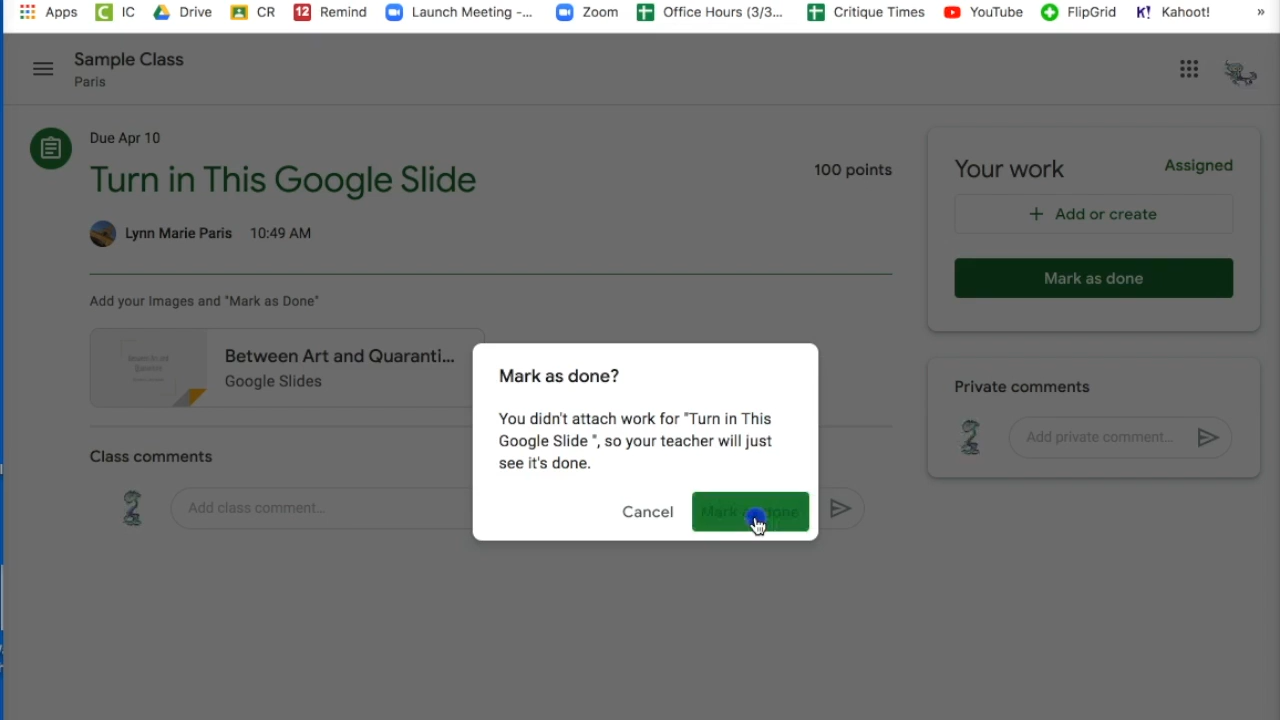 Apps IC Drive CR 12 Remind Launch Meeting -... Zoom Office Hours (3/3... Critique Times YouTube FlipGrid K! Kahoot! »
Sample Class
Paris
Due Apr 10
Turn in This Google Slide
100 points
Lynn Marie Paris 10:49 AM
Add your Images and "Mark as Done"
Between Art and Quaranti...
Google Slides
Class comments
Add class comment...
Your work Assigned
+ Add or create
Mark as done
Private comments
Add private comment...
Mark as done?
You didn't attach work for "Turn in This
Google Slide ", so your teacher will just
see it's done.
Cancel Mark as done